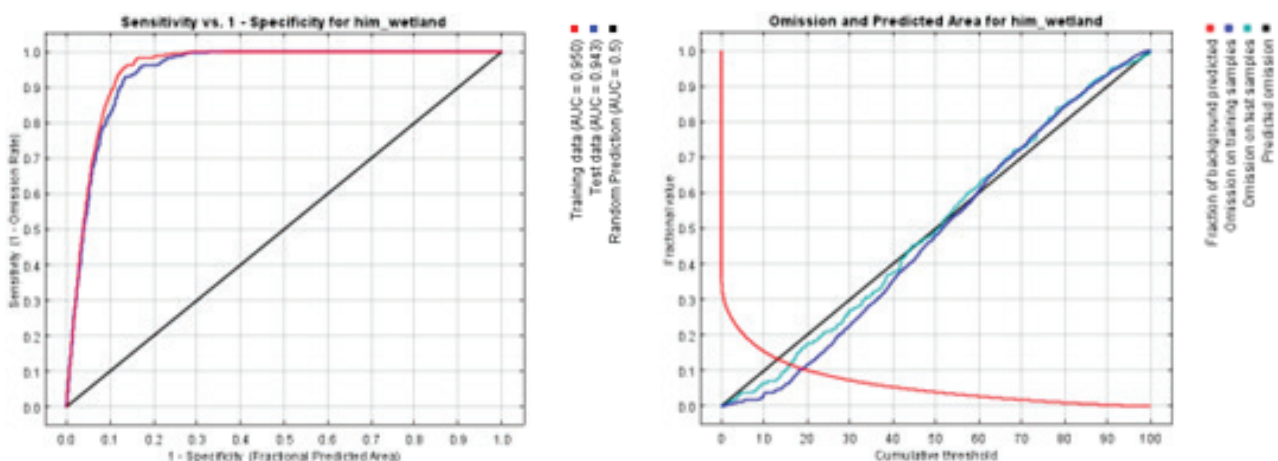 Sensitivity vs. 1 - Specificity for him_wetland
Sensitivity (1 - Omission Rate)
1.0
0.9
0.8
0.7
0.6
0.5
0.4
0.3
0.2
0.1
0.0
0.0 0.1 0.2 0.3 0.4 0.5 0.6 0.7 0.8 0.9 1.0
1 - Specificity (Fractional Predicted Area)
Training data (AUC = 0.950)
Test data (AUC = 0.943)
Random Prediction (AUC = 0.5)
Omission and Predicted Area for him_wetland
Fractional value
1.0
0.9
0.8
0.7
0.6
0.5
0.4
0.3
0.2
0.1
0.0
0 10 20 30 40 50 60 70 80 90 100
Cumulative threshold
Fraction of background predicted
Omission on training samples
Omission on test samples
Predicted omission